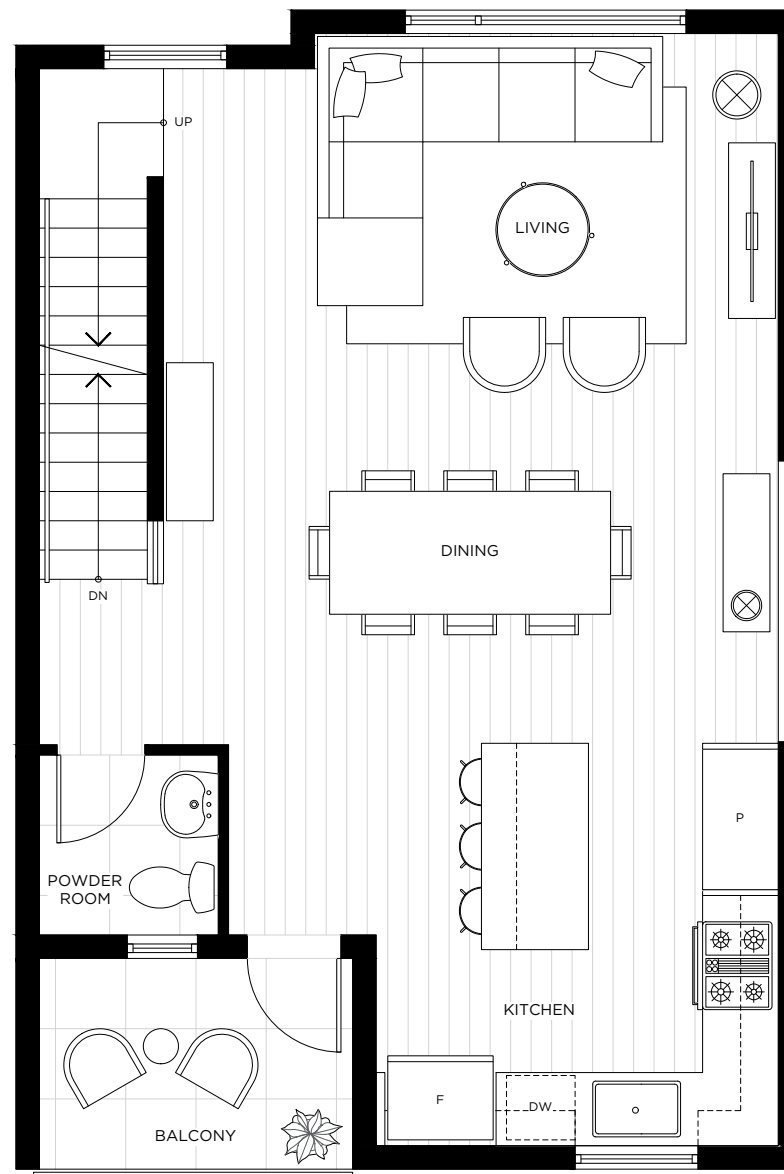 UP
LIVING
DINING
DN
P
POWDER
ROOM
KITCHEN
F
DW
BALCONY